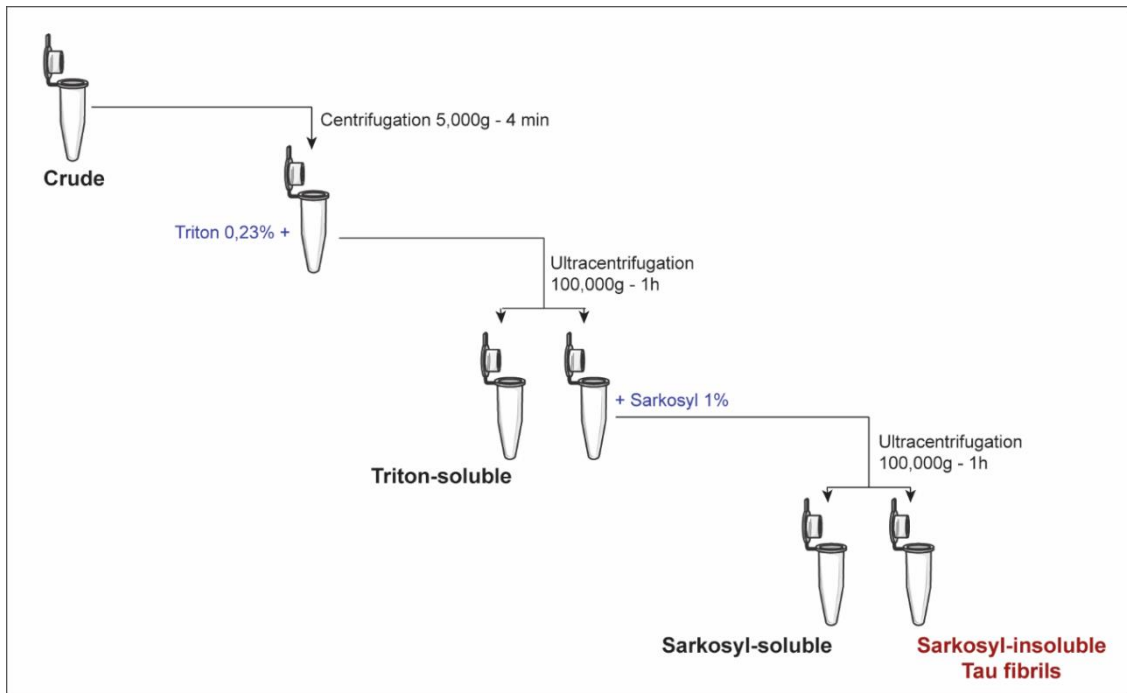 Centrifugation 5,000g - 4 min
Crude
Triton 0,23% +
Ultracentrifugation
100,000g - 1h
+ Sarkosyl 1%
Triton-soluble
Ultracentrifugation
100,000g - 1h
Sarkosyl-soluble
Sarkosyl-insoluble
Tau fibrils